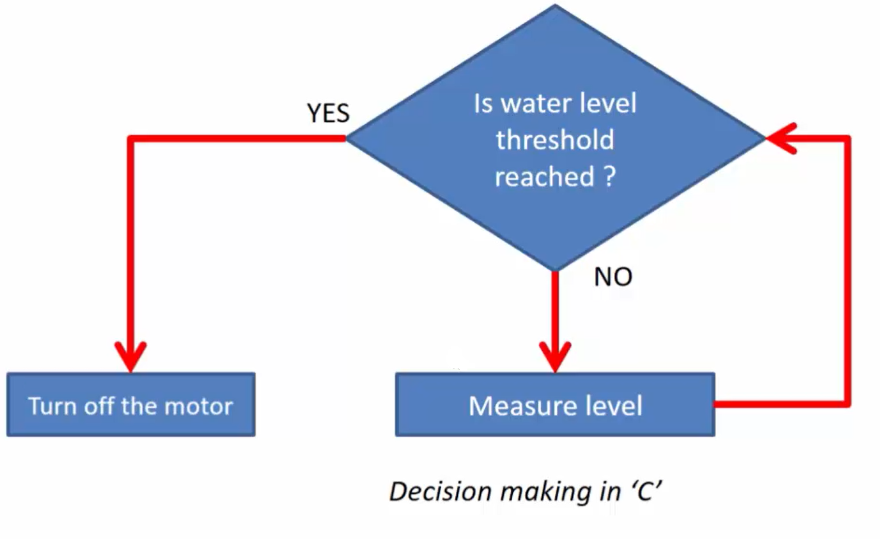 Is water level
threshold
reached ?
YES
NO
Turn off the motor
Measure level
Decision making in ‘C’